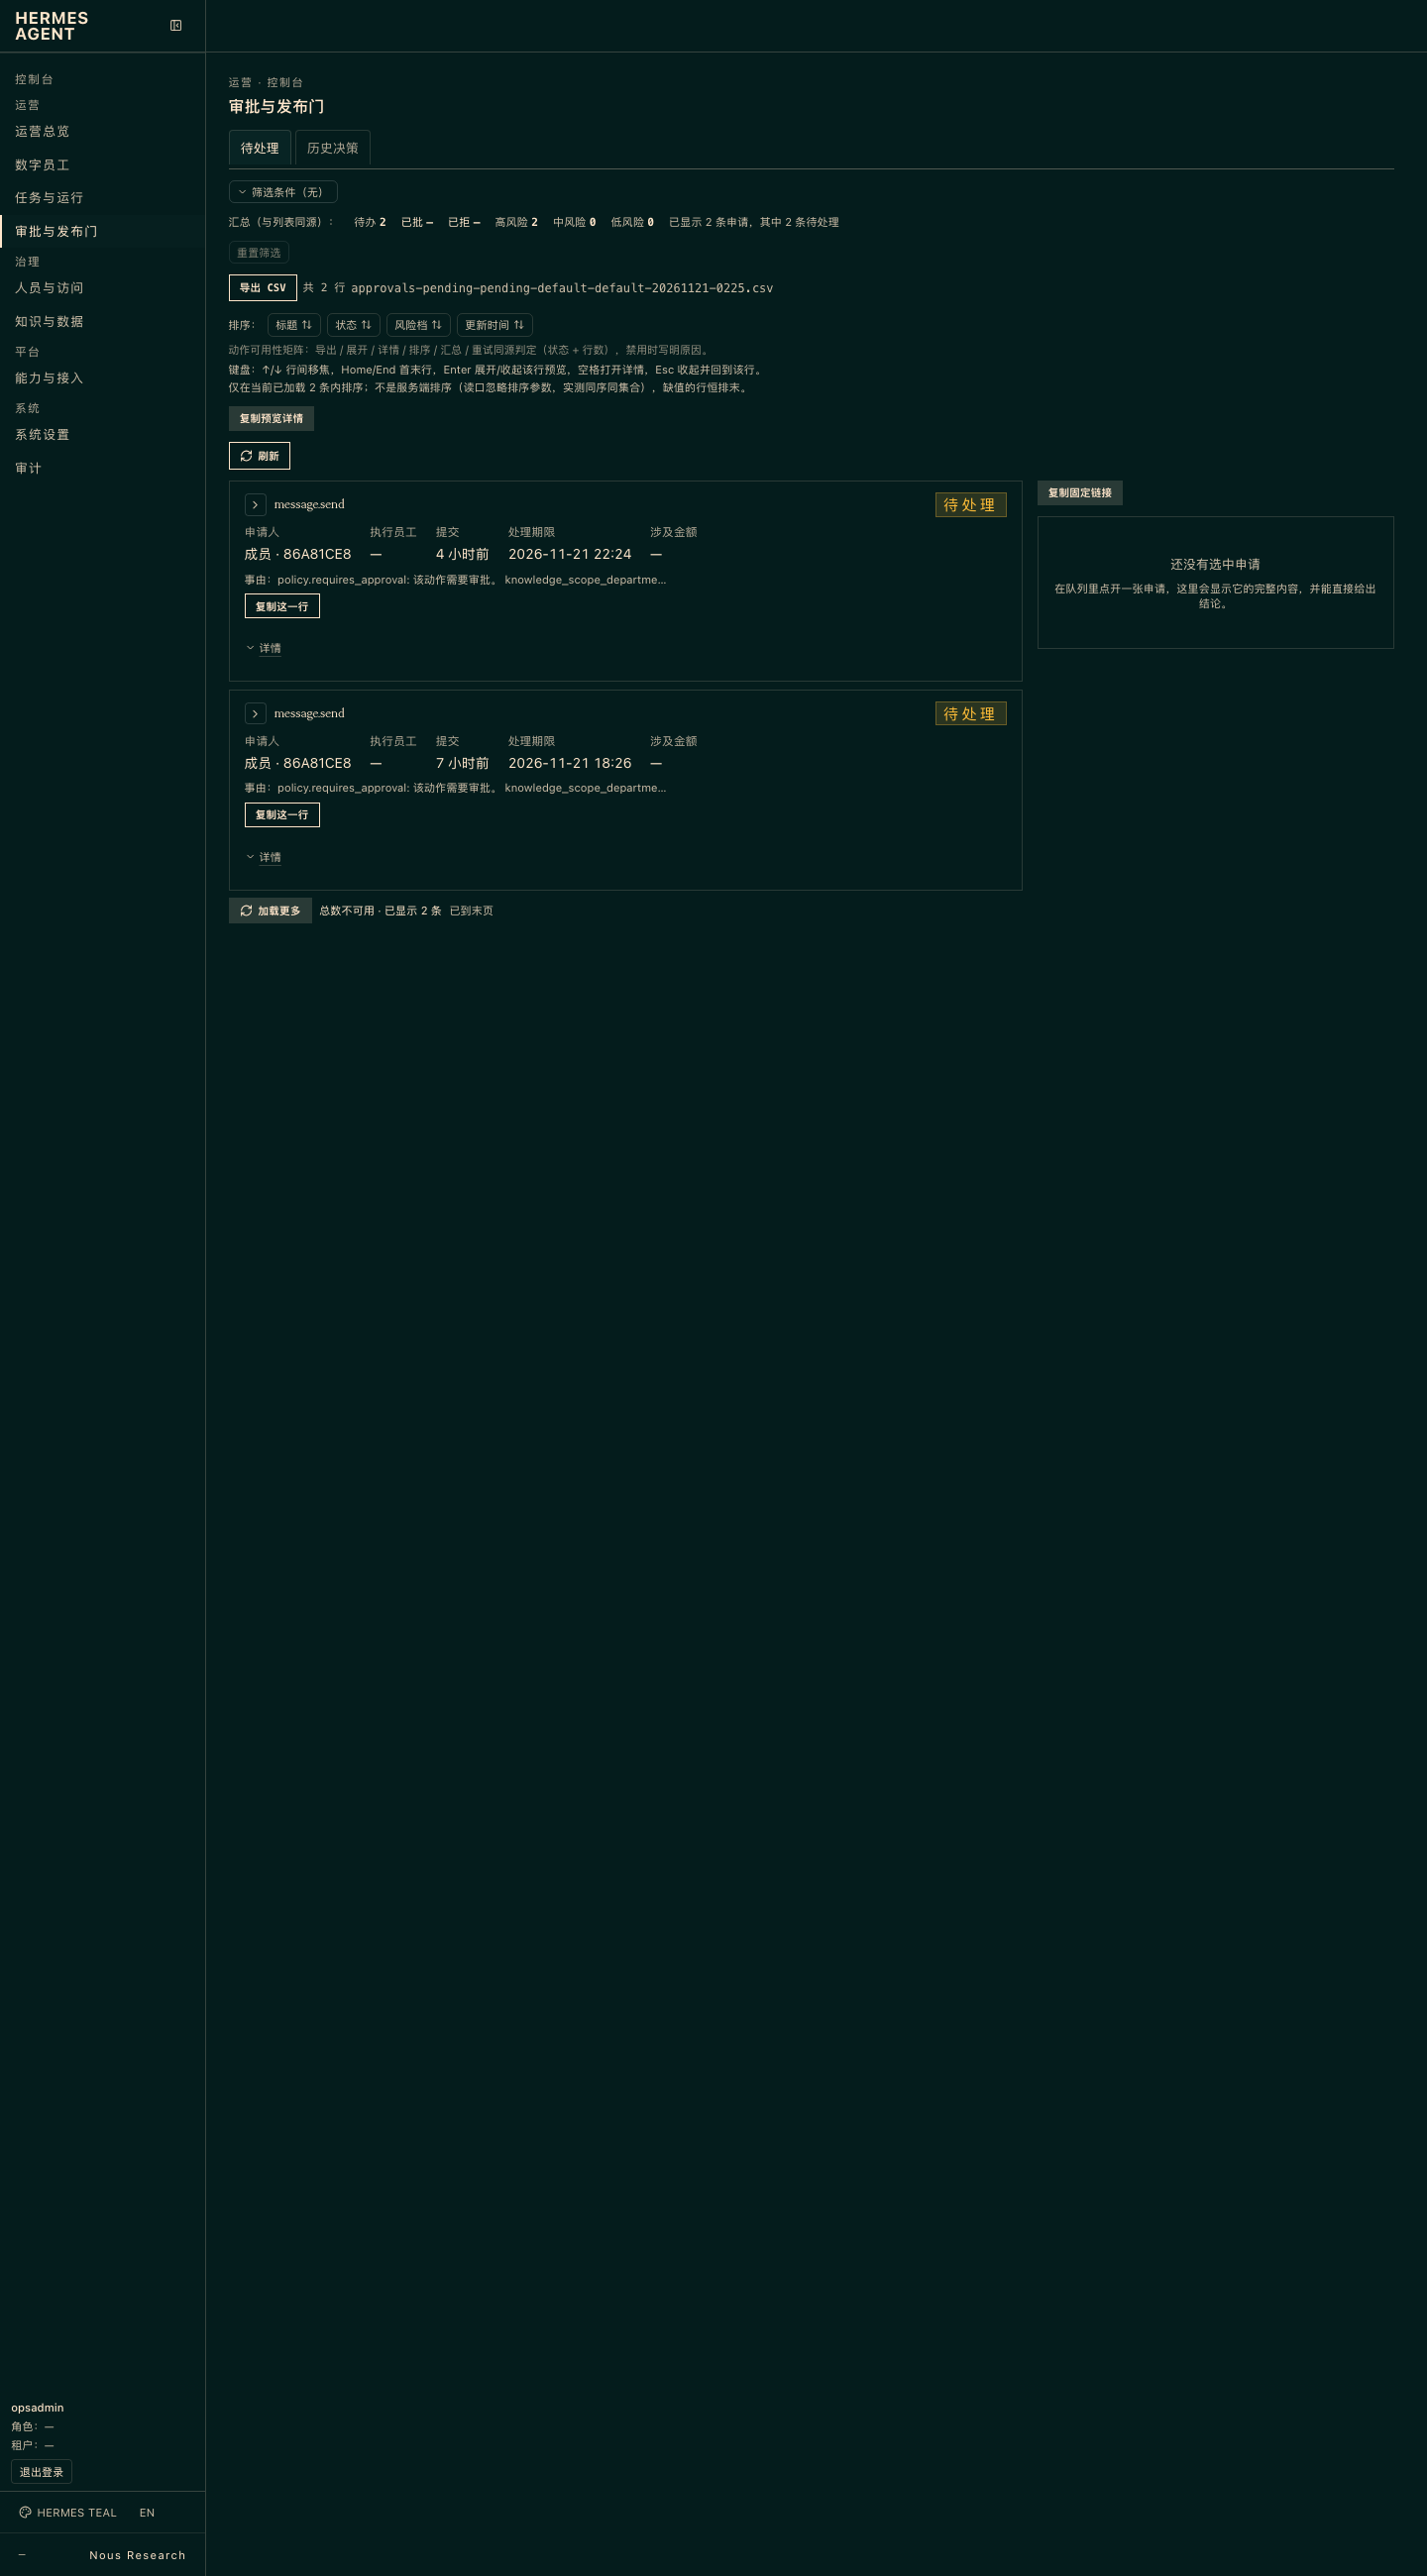 HERMES
AGENT
控制台
运营
运营总览
数字员工
任务与运行
审批与发布门
治理
人员与访问
知识与数据
平台
能力与接入
系统
系统设置
审计
opsadmin
角色：—
租户：—
退出登录
HERMES TEAL EN
— Nous Research
运营 · 控制台
审批与发布门
待处理 历史决策
筛选条件（无）
汇总（与列表同源）： 待办 2 已批 — 已拒 — 高风险 2 中风险 0 低风险 0 已显示 2 条申请，其中 2 条待处理
重置筛选
导出 CSV 共 2 行 approvals-pending-pending-default-default-20261121-0225.csv
排序： 标题 ↑↓ 状态 ↑↓ 风险档 ↑↓ 更新时间 ↑↓
动作可用性矩阵：导出 / 展开 / 详情 / 排序 / 汇总 / 重试同源判定（状态 + 行数），禁用时写明原因。
键盘：↑/↓ 行间移焦，Home/End 首末行，Enter 展开/收起该行预览，空格打开详情，Esc 收起并回到该行。
仅在当前已加载 2 条内排序；不是服务端排序（读口忽略排序参数，实测同序同集合），缺值的行恒排末。
复制预览详情
刷新
message.send 待处理
申请人 执行员工 提交 处理期限 涉及金额
成员 · 86A81CE8 — 4 小时前 2026-11-21 22:24 —
事由：policy.requires_approval: 该动作需要审批。 knowledge_scope_departme...
复制这一行
详情
message.send 待处理
申请人 执行员工 提交 处理期限 涉及金额
成员 · 86A81CE8 — 7 小时前 2026-11-21 18:26 —
事由：policy.requires_approval: 该动作需要审批。 knowledge_scope_departme...
复制这一行
详情
加载更多 总数不可用 · 已显示 2 条 已到末页
复制固定链接
还没有选中申请
在队列里点开一张申请，这里会显示它的完整内容，并能直接给出
结论。